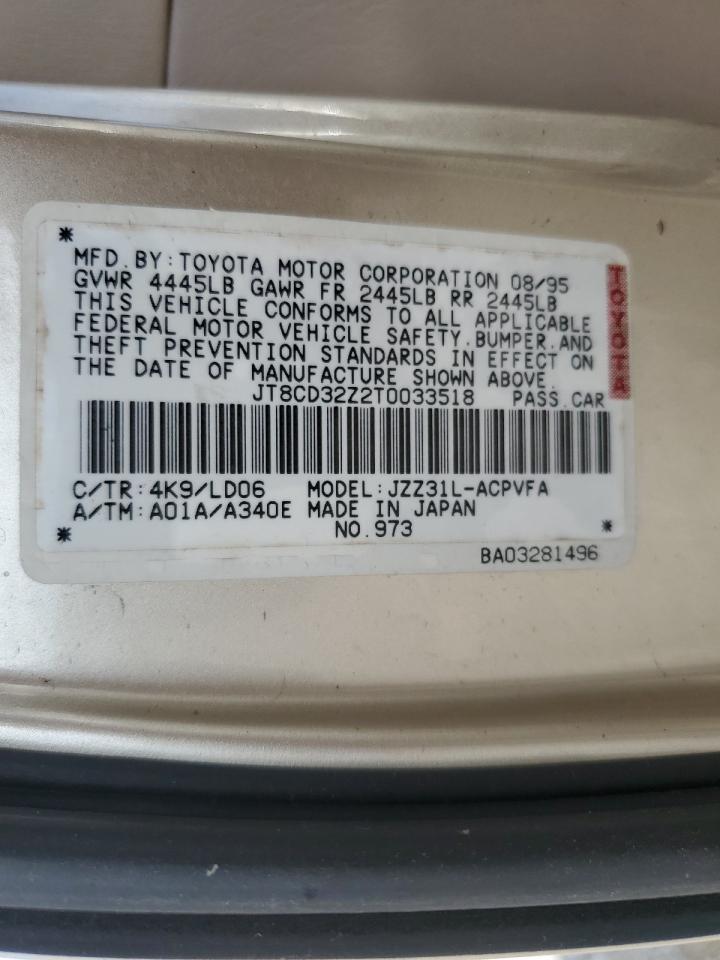 *
MFD. BY: TOYOTA MOTOR CORPORATION 08/95
GVWR 4445LB GAWR FR 2445LB RR 2445LB
THIS VEHICLE CONFORMS TO ALL APPLICABLE
FEDERAL MOTOR VEHICLE SAFETY. BUMPER. AND
THEFT PREVENTION STANDARDS IN EFFECT ON
THE DATE OF MANUFACTURE SHOWN ABOVE.
JT8CD32Z2T0033518 PASS. CAR
TOYOTA
C/TR: 4K9/LD06 MODEL: JZZ31L-ACPVFA
A/TM: A01A/A340E MADE IN JAPAN
* NO. 973 *
BA03281496